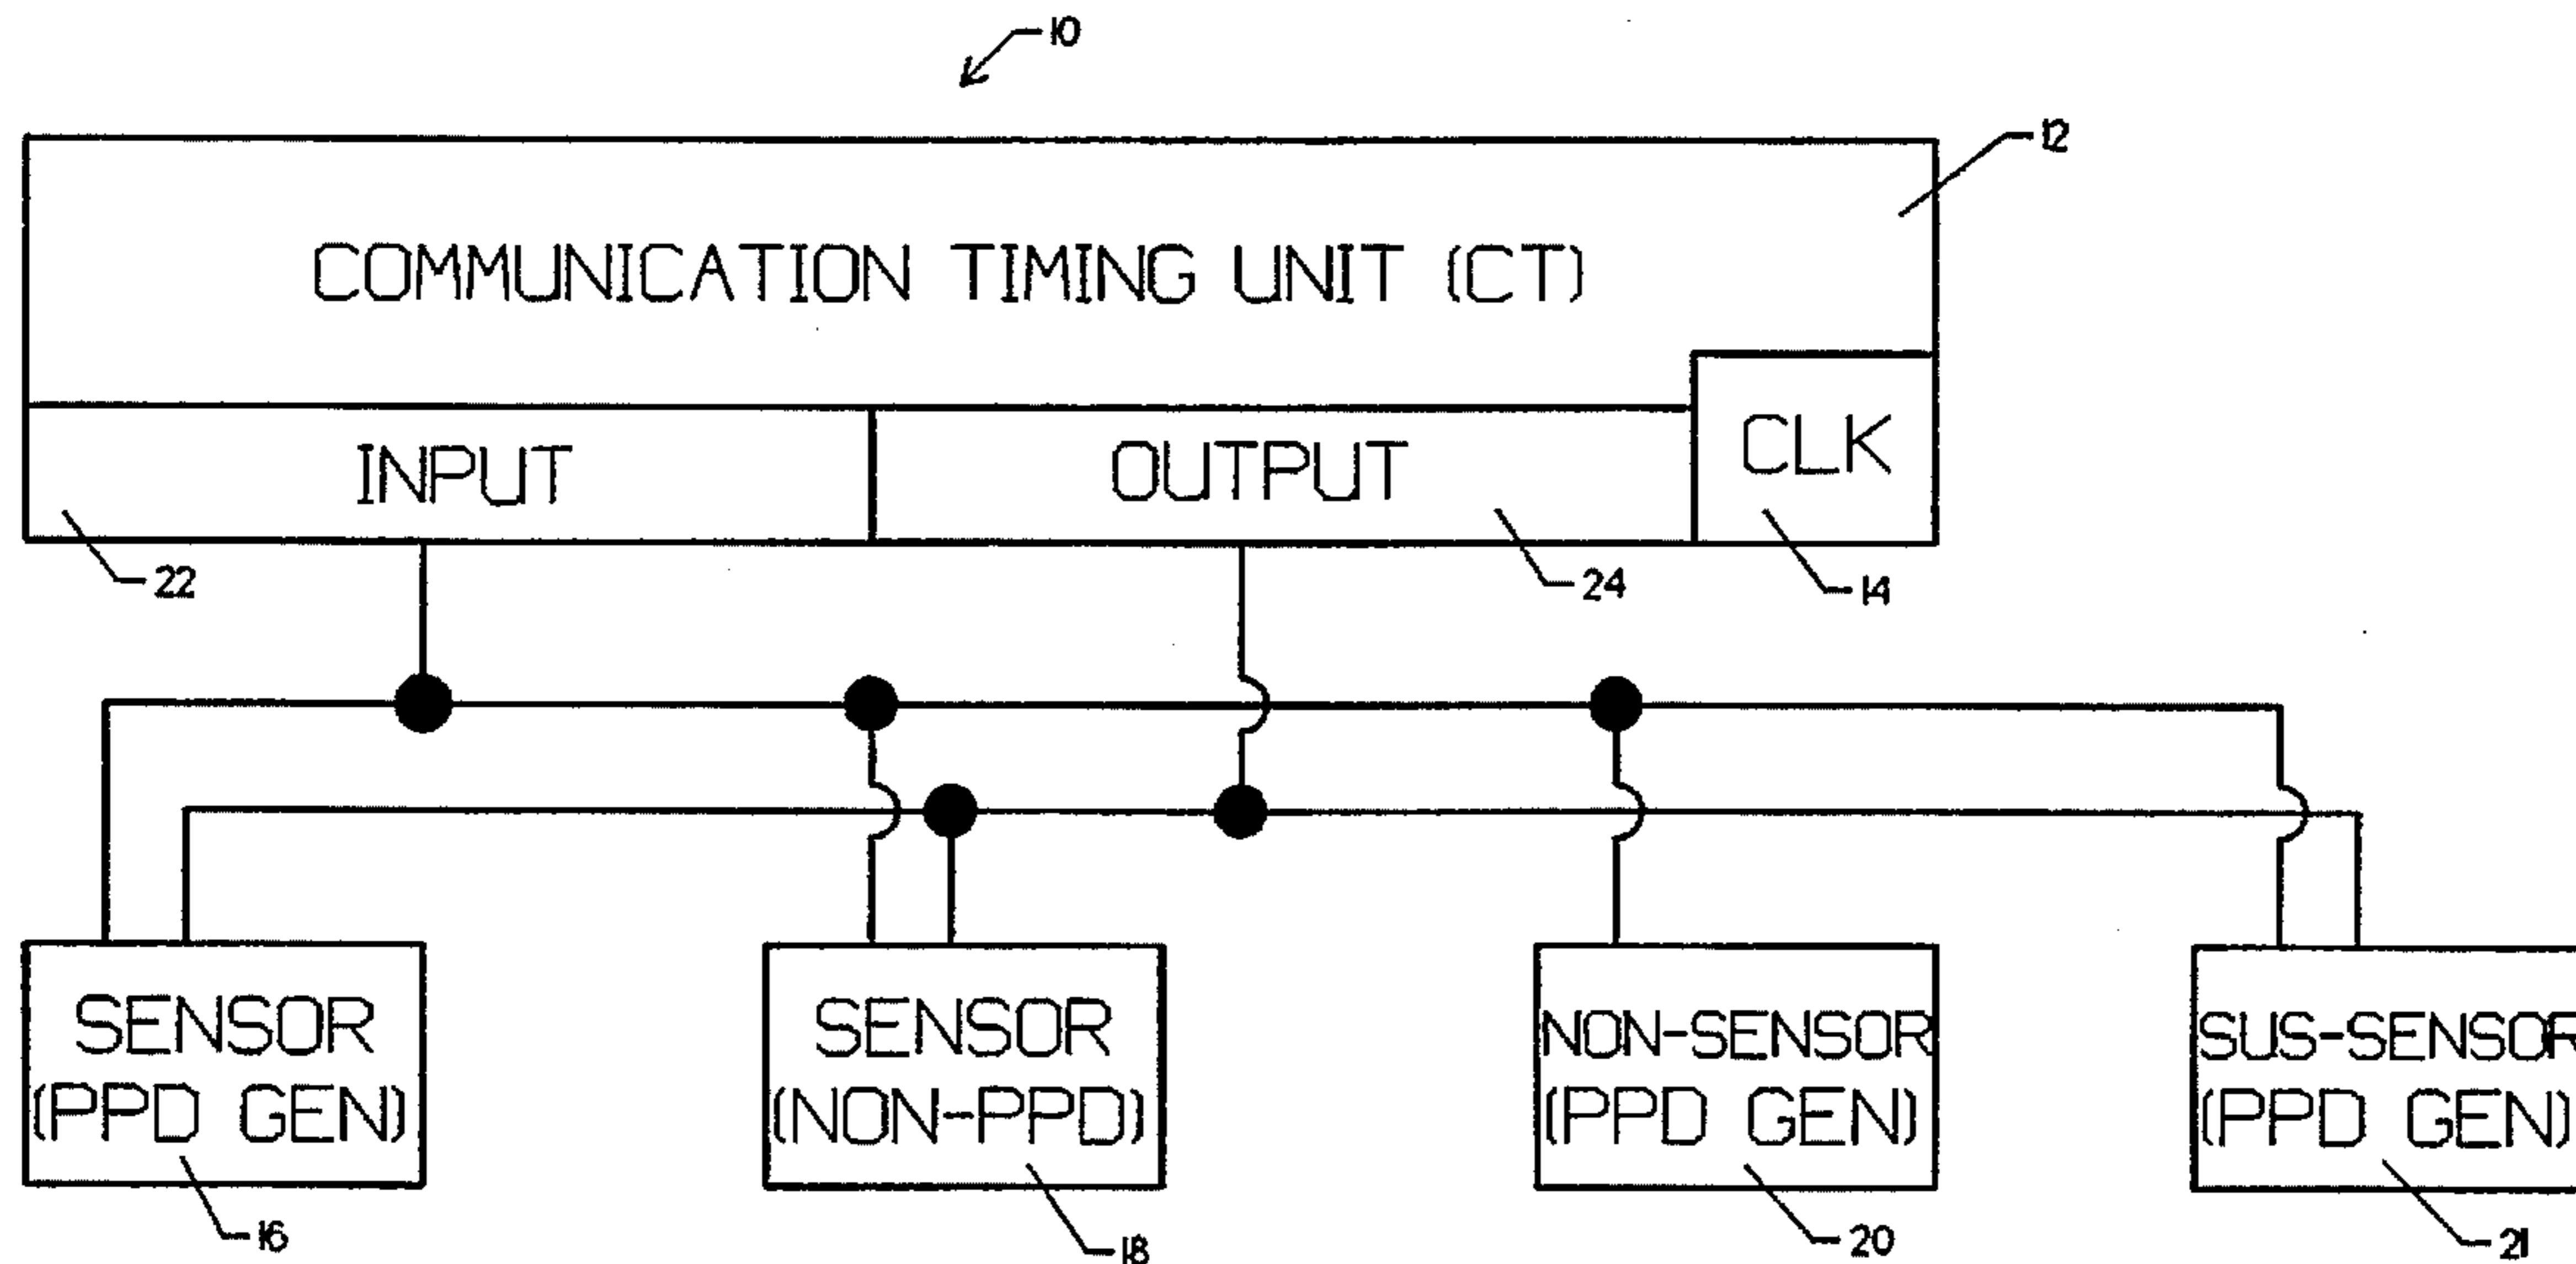 10
12
COMMUNICATION TIMING UNIT (CT)
INPUT
OUTPUT
CLK
22
24
14
SENSOR
(PPD GEN)
SENSOR
(NON-PPD)
NON-SENSOR
(PPD GEN)
SUS-SENSOR
(PPD GEN)
16
18
20
21